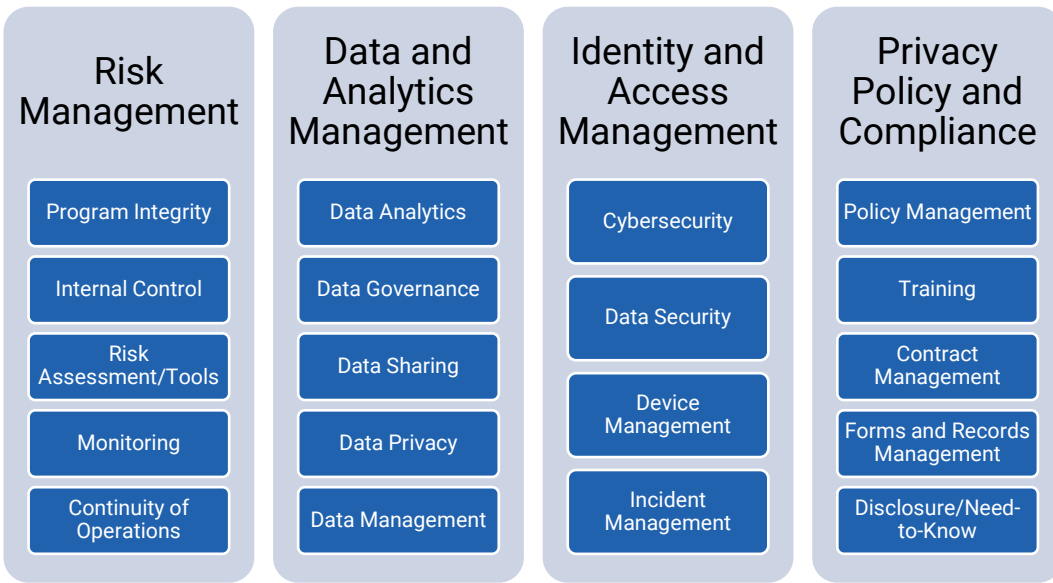 Risk
Management
Program Integrity
Internal Control
Risk
Assessment/Tools
Monitoring
Continuity of
Operations
Data and
Analytics
Management
Data Analytics
Data Governance
Data Sharing
Data Privacy
Data Management
Identity and
Access
Management
Cybersecurity
Data Security
Device
Management
Incident
Management
Privacy
Policy and
Compliance
Policy Management
Training
Contract
Management
Forms and Records
Management
Disclosure/Need-
to-Know